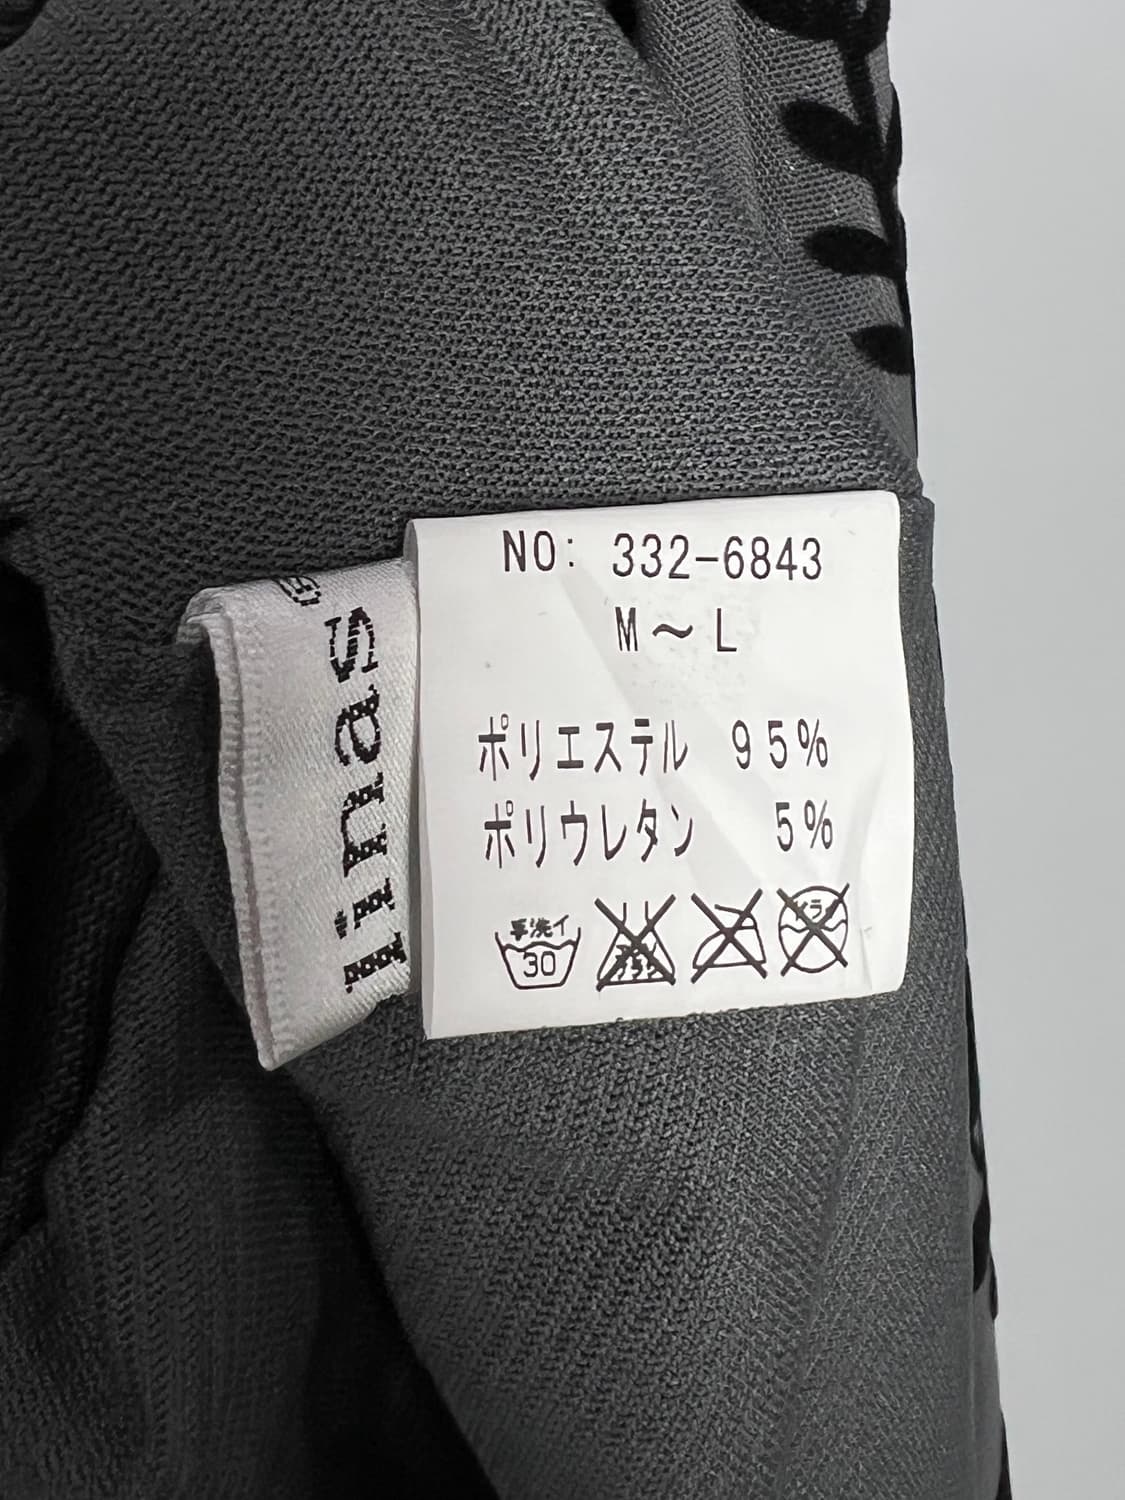 NO: 332-6843
M～L
ポリエステル 95%
ポリウレタン 5%
手洗イ
30
linas